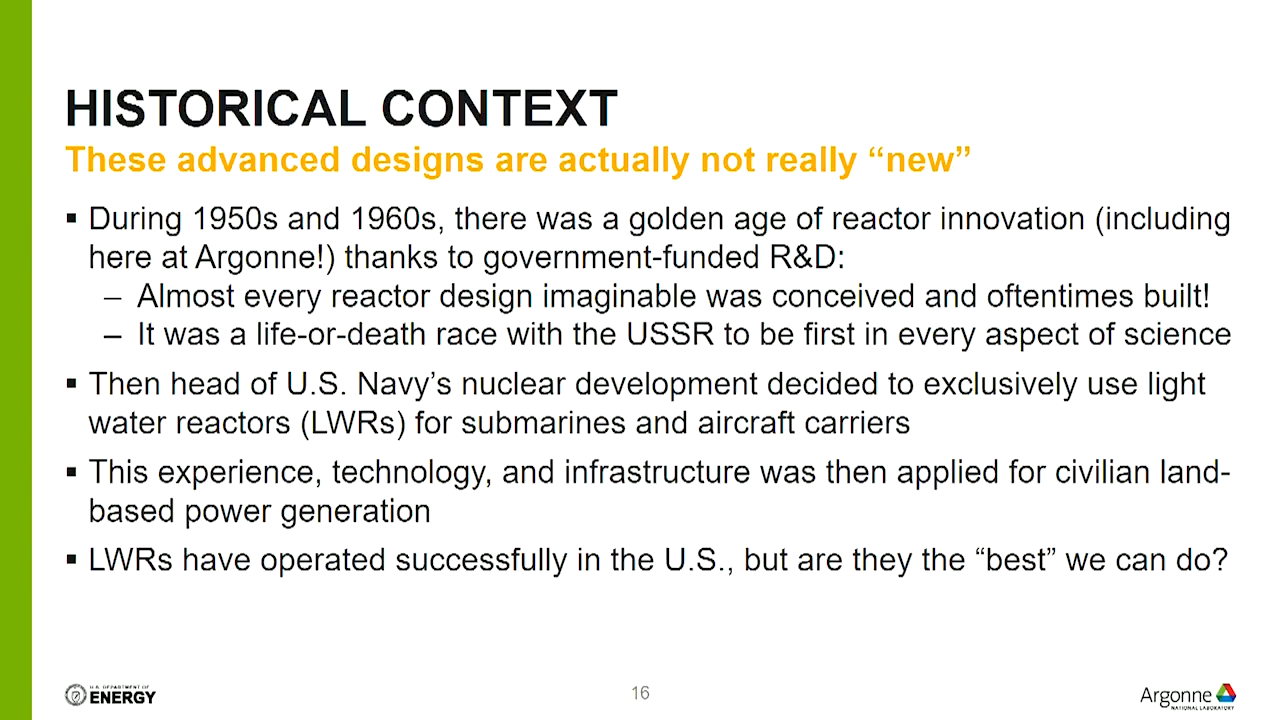 HISTORICAL CONTEXT
These advanced designs are actually not really “new”
▪ During 1950s and 1960s, there was a golden age of reactor innovation (including
here at Argonne!) thanks to government-funded R&D:
– Almost every reactor design imaginable was conceived and oftentimes built!
– It was a life-or-death race with the USSR to be first in every aspect of science
▪ Then head of U.S. Navy’s nuclear development decided to exclusively use light
water reactors (LWRs) for submarines and aircraft carriers
▪ This experience, technology, and infrastructure was then applied for civilian land-
based power generation
▪ LWRs have operated successfully in the U.S., but are they the “best” we can do?
U.S. DEPARTMENT OF
ENERGY
16
Argonne
NATIONAL LABORATORY